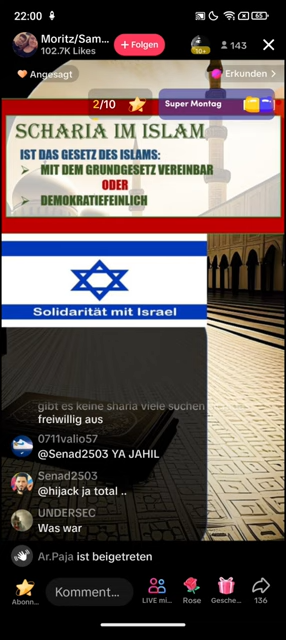 22:00
65
Moritz/Sam...
102.7K Likes
+ Folgen
10+
143
Angesagt
Erkunden >
2/10
Super Montag
SCHARIA IM ISLAM
IST DAS GESETZ DES ISLAMS:
MIT DEM GRUNDGESETZ VEREINBAR
ODER
DEMOKRATIEFEINLICH
Solidarität mit Israel
gibt es keine sharia viele suchen
freiwillig aus
0711valio57
@Senad2503 YA JAHIL
Senad2503
@hijack ja total ..
UNDERSEC
Was war
Ar.Paja ist beigetreten
Abonn...
Komment...
LIVE mi...
Rose
Gesche...
136